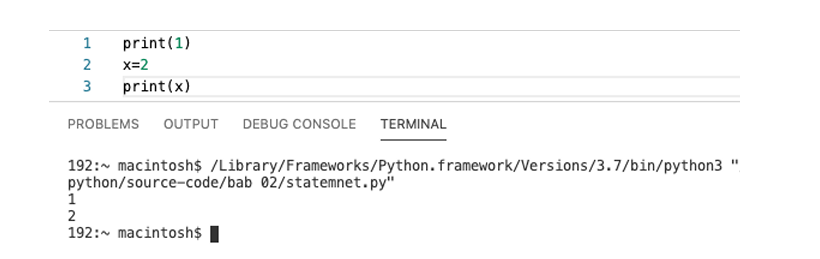 1 print(1)
2 x=2
3 print(x)
PROBLEMS OUTPUT DEBUG CONSOLE TERMINAL
192:~ macintosh$ /Library/Frameworks/Python.framework/Versions/3.7/bin/python3 "
python/source-code/bab 02/statemnet.py"
1
2
192:~ macintosh$